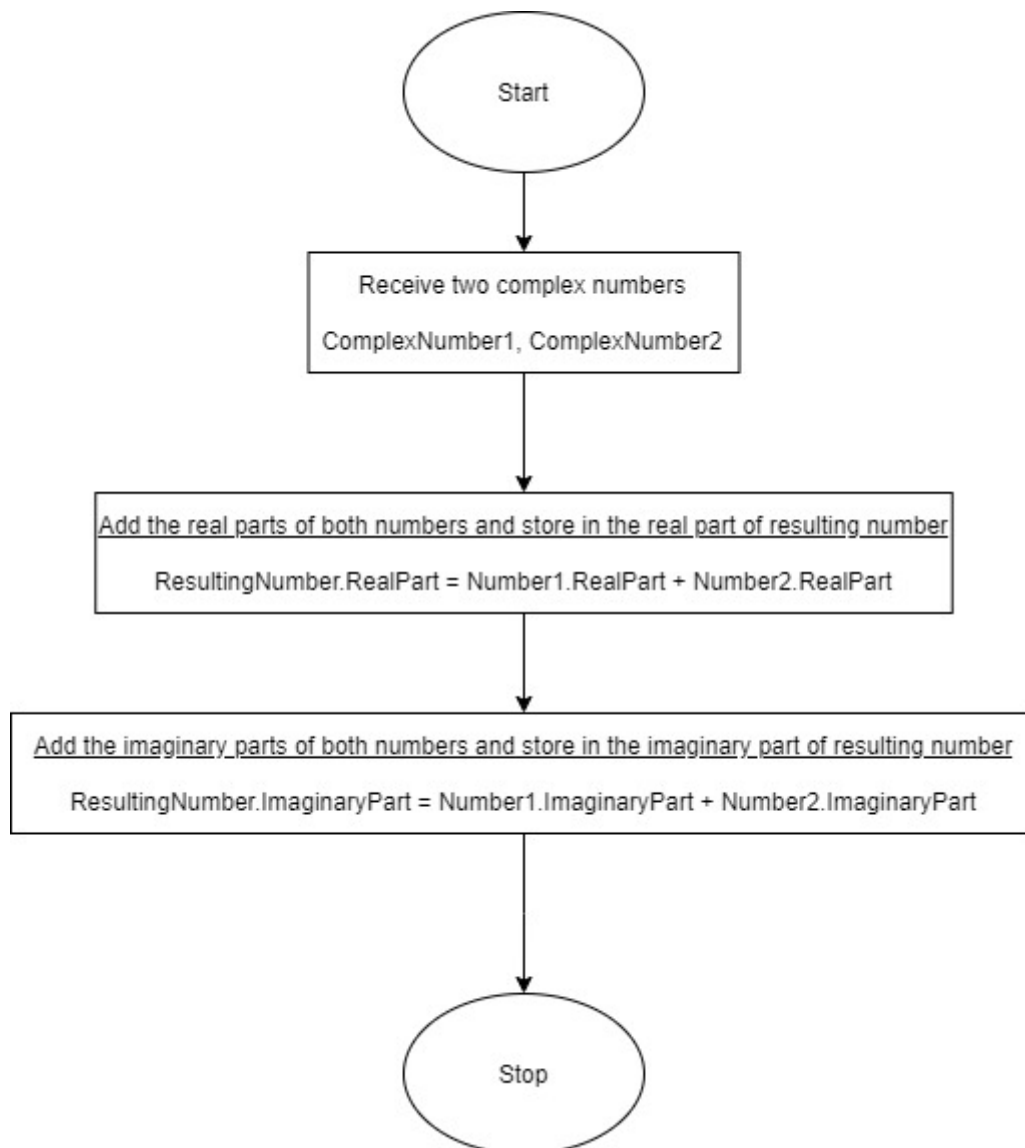 Start
Receive two complex numbers
ComplexNumber1, ComplexNumber2
Add the real parts of both numbers and store in the real part of resulting number
ResultingNumber.RealPart = Number1.RealPart + Number2.RealPart
Add the imaginary parts of both numbers and store in the imaginary part of resulting number
ResultingNumber.ImaginaryPart = Number1.ImaginaryPart + Number2.ImaginaryPart
Stop